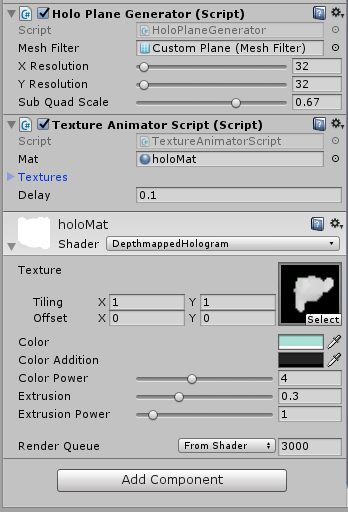 Holo Plane Generator (Script)
Script HoloPlaneGenerator
Mesh Filter Custom Plane (Mesh Filter)
X Resolution 32
Y Resolution 32
Sub Quad Scale 0.67
Texture Animator Script (Script)
Script TextureAnimatorScript
Mat holoMat
Textures
Delay 0.1
holoMat
Shader DepthmappedHologram
Texture
Tiling X 1 Y 1
Offset X 0 Y 0
Select
Color
Color Addition
Color Power 4
Extrusion 0.3
Extrusion Power 1
Render Queue From Shader 3000
Add Component